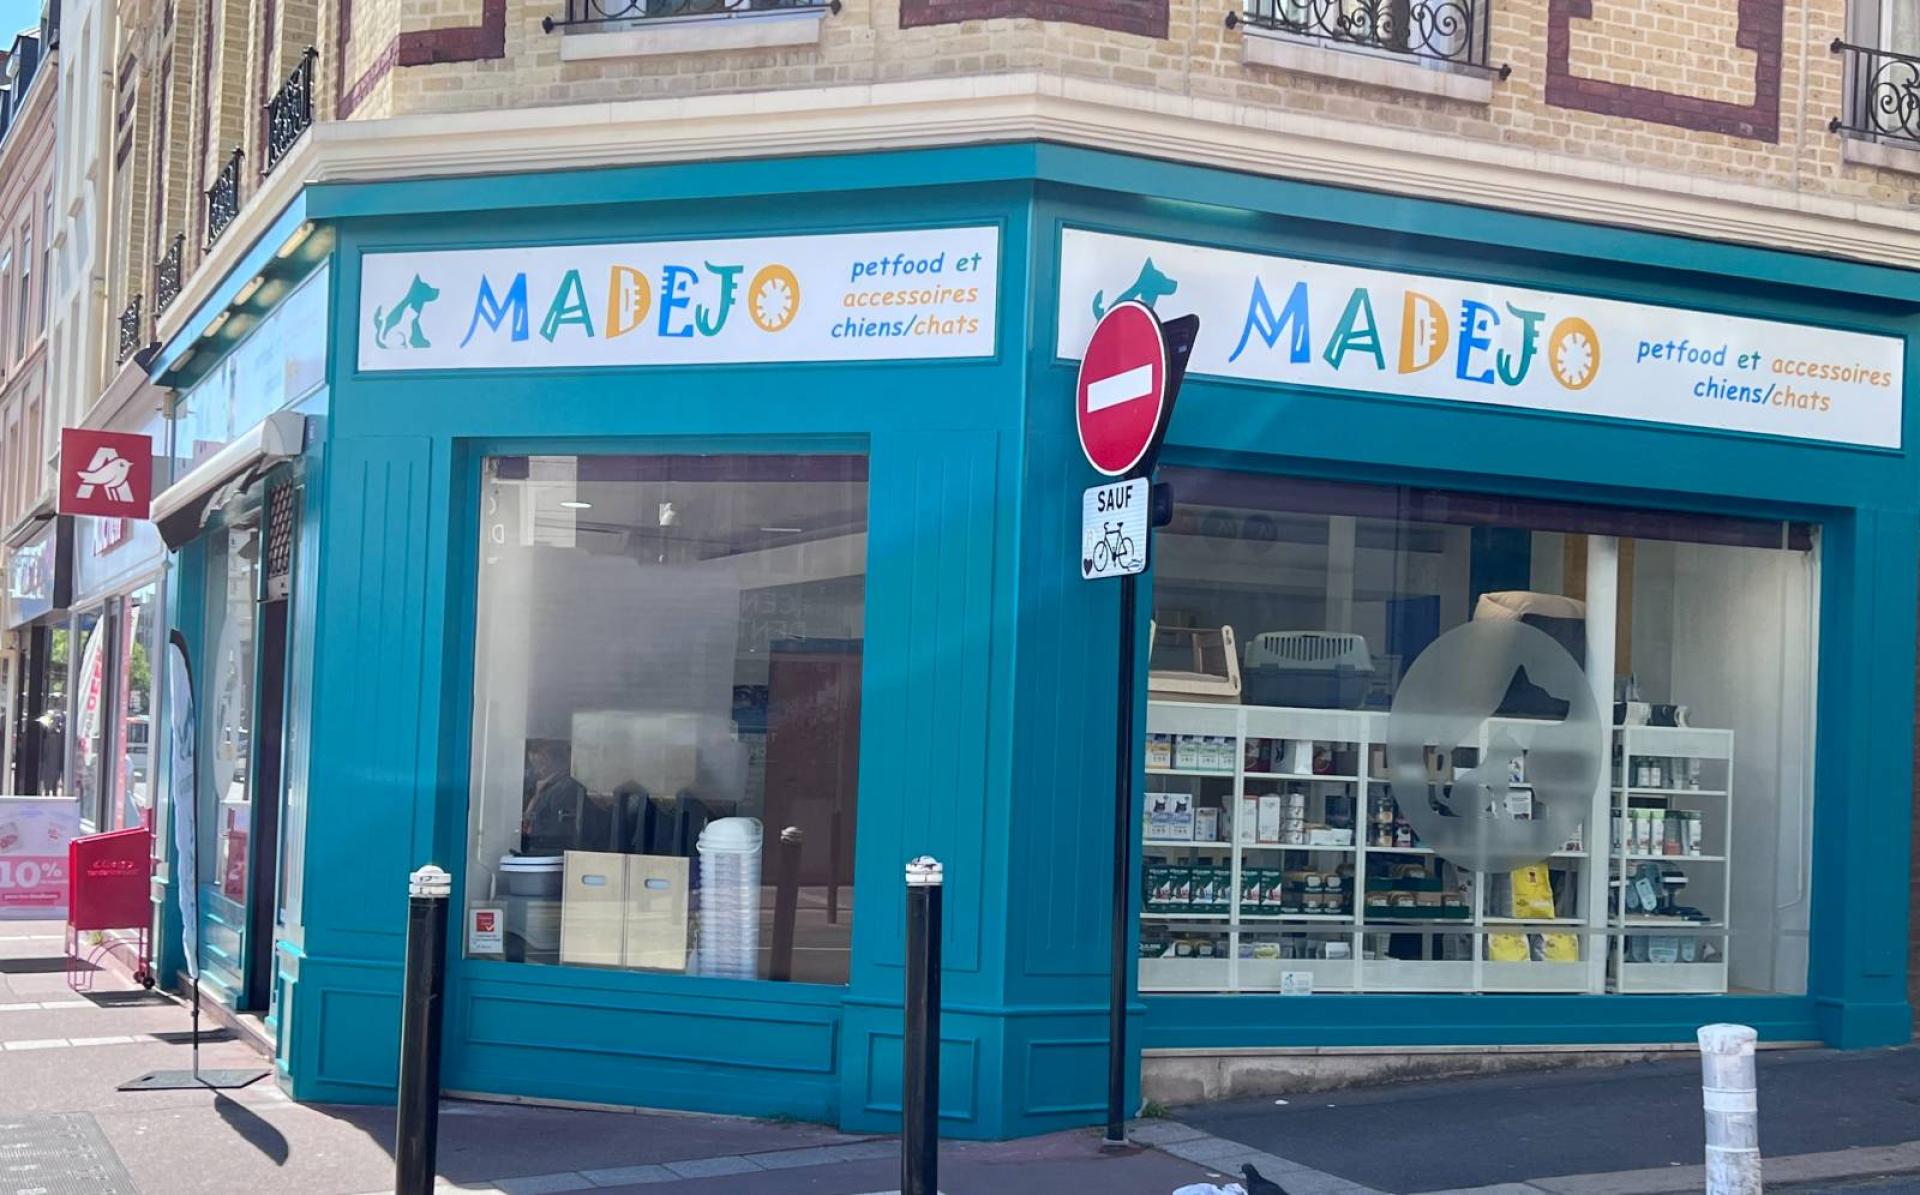 MADEJO
petfood et
accessoires
chiens/chats
MADEJO
petfood et accessoires
chiens/chats
SAUF
10%